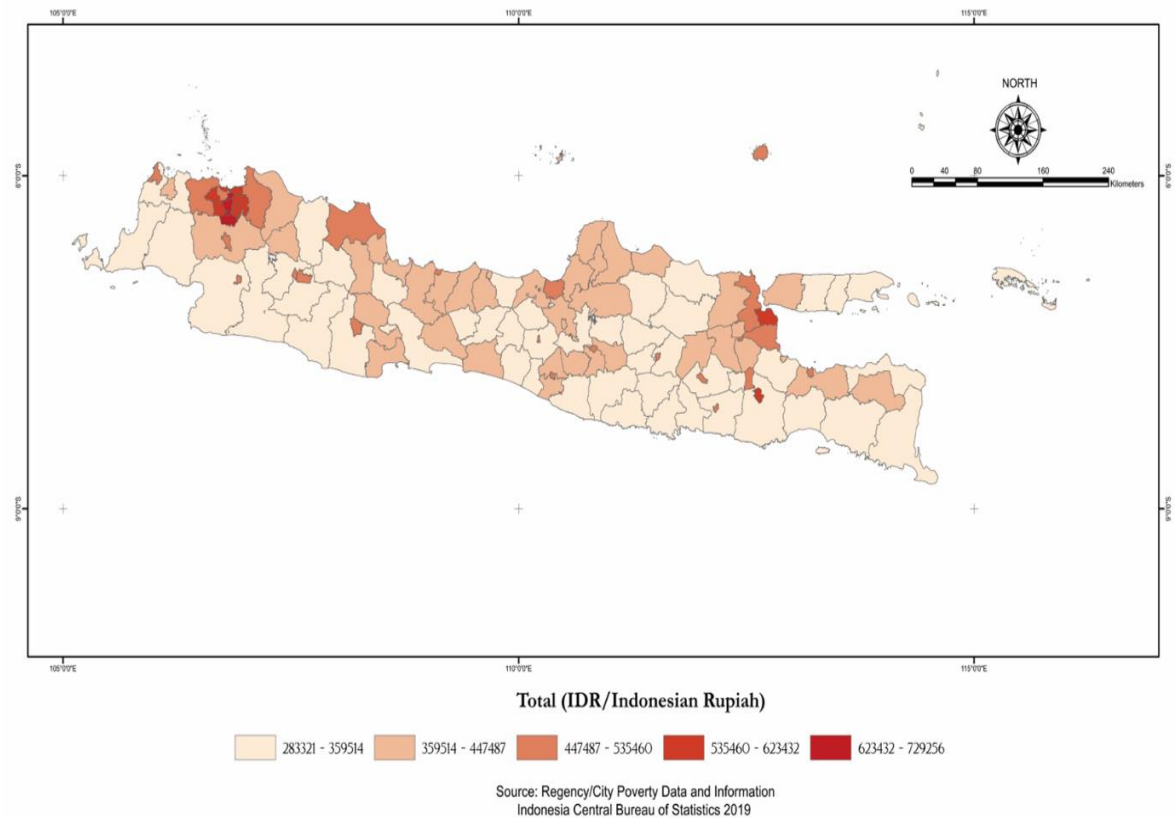 105°0'0"E 110°0'0"E 115°0'0"E
NORTH
0 40 80 160 240
Kilometers
6°0'0"S 6°0'0"S
9°0'0"S 9°0'0"S
105°0'0"E 110°0'0"E 115°0'0"E
Total (IDR/Indonesian Rupiah)
283321 - 359514 359514 - 447487 447487 - 535460 535460 - 623432 623432 - 729256
Source: Regency/City Poverty Data and Information
Indonesia Central Bureau of Statistics 2019